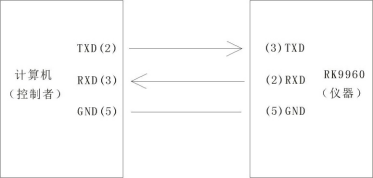 TXD(2) (3)TXD
计算机 RXD(3) (2)RXD RK9960
（控制者） （仪器）
GND(5) (5)GND